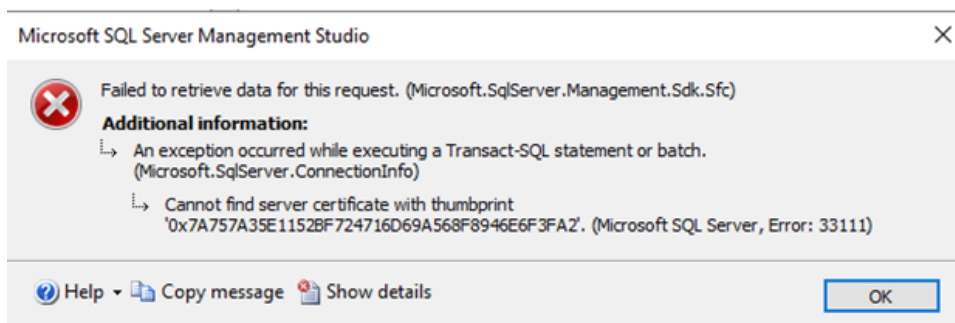 Microsoft SQL Server Management Studio
Failed to retrieve data for this request. (Microsoft.SqlServer.Management.Sdk.Sfc)
Additional information:
An exception occurred while executing a Transact-SQL statement or batch.
(Microsoft.SqlServer.ConnectionInfo)
Cannot find server certificate with thumbprint
'0x7A757A35E1152BF724716D69A568F8946E6F3FA2'. (Microsoft SQL Server, Error: 33111)
Help Copy message Show details OK